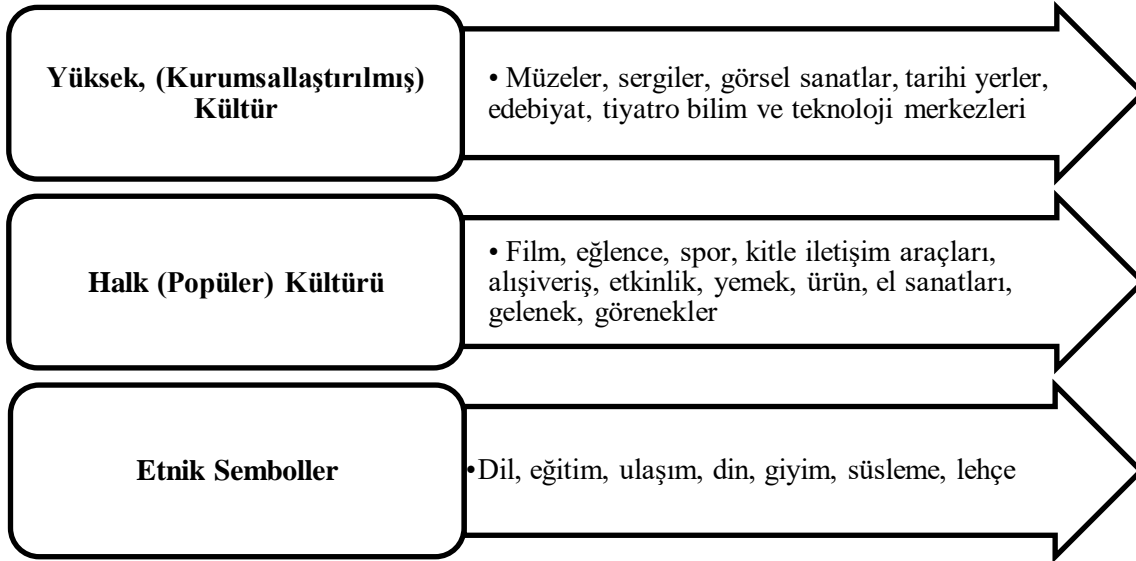 Yüksek, (Kurumsallaştırılmış)
Kültür
• Müzeler, sergiler, görsel sanatlar, tarihi yerler,
edebiyat, tiyatro bilim ve teknoloji merkezleri
Halk (Popüler) Kültürü
• Film, eğlence, spor, kitle iletişim araçları,
alışiveriş, etkinlik, yemek, ürün, el sanatları,
gelenek, görenekler
Etnik Semboller
•Dil, eğitim, ulaşım, din, giyim, süsleme, lehçe